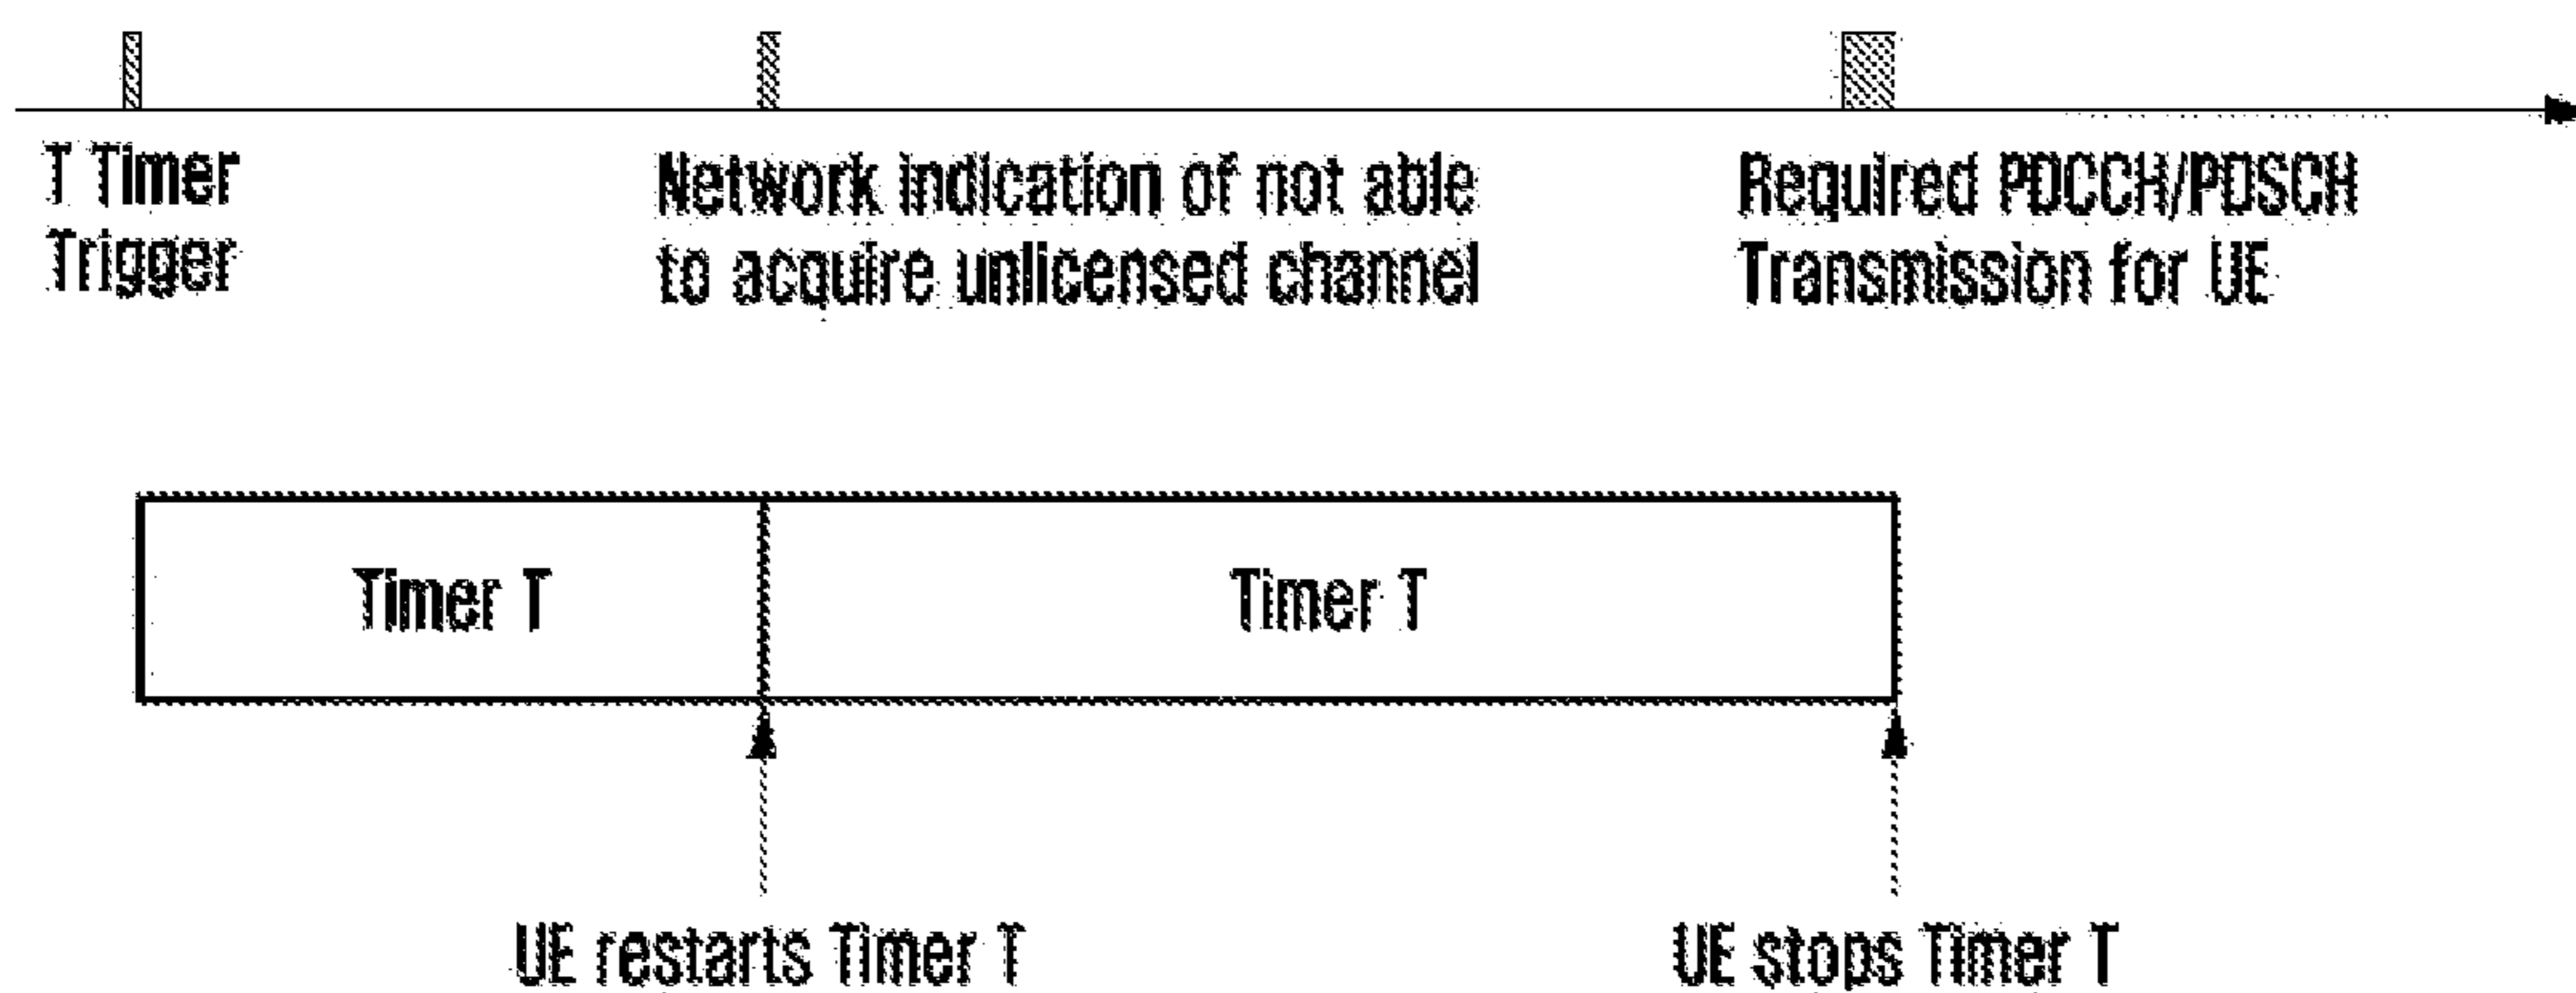 T Timer
Trigger
Network indication of not able
to acquire unlicensed channel
Required PDCCH/PDSCH
Transmission for UE
Timer T
Timer T
UE restarts Timer T
UE stops Timer T